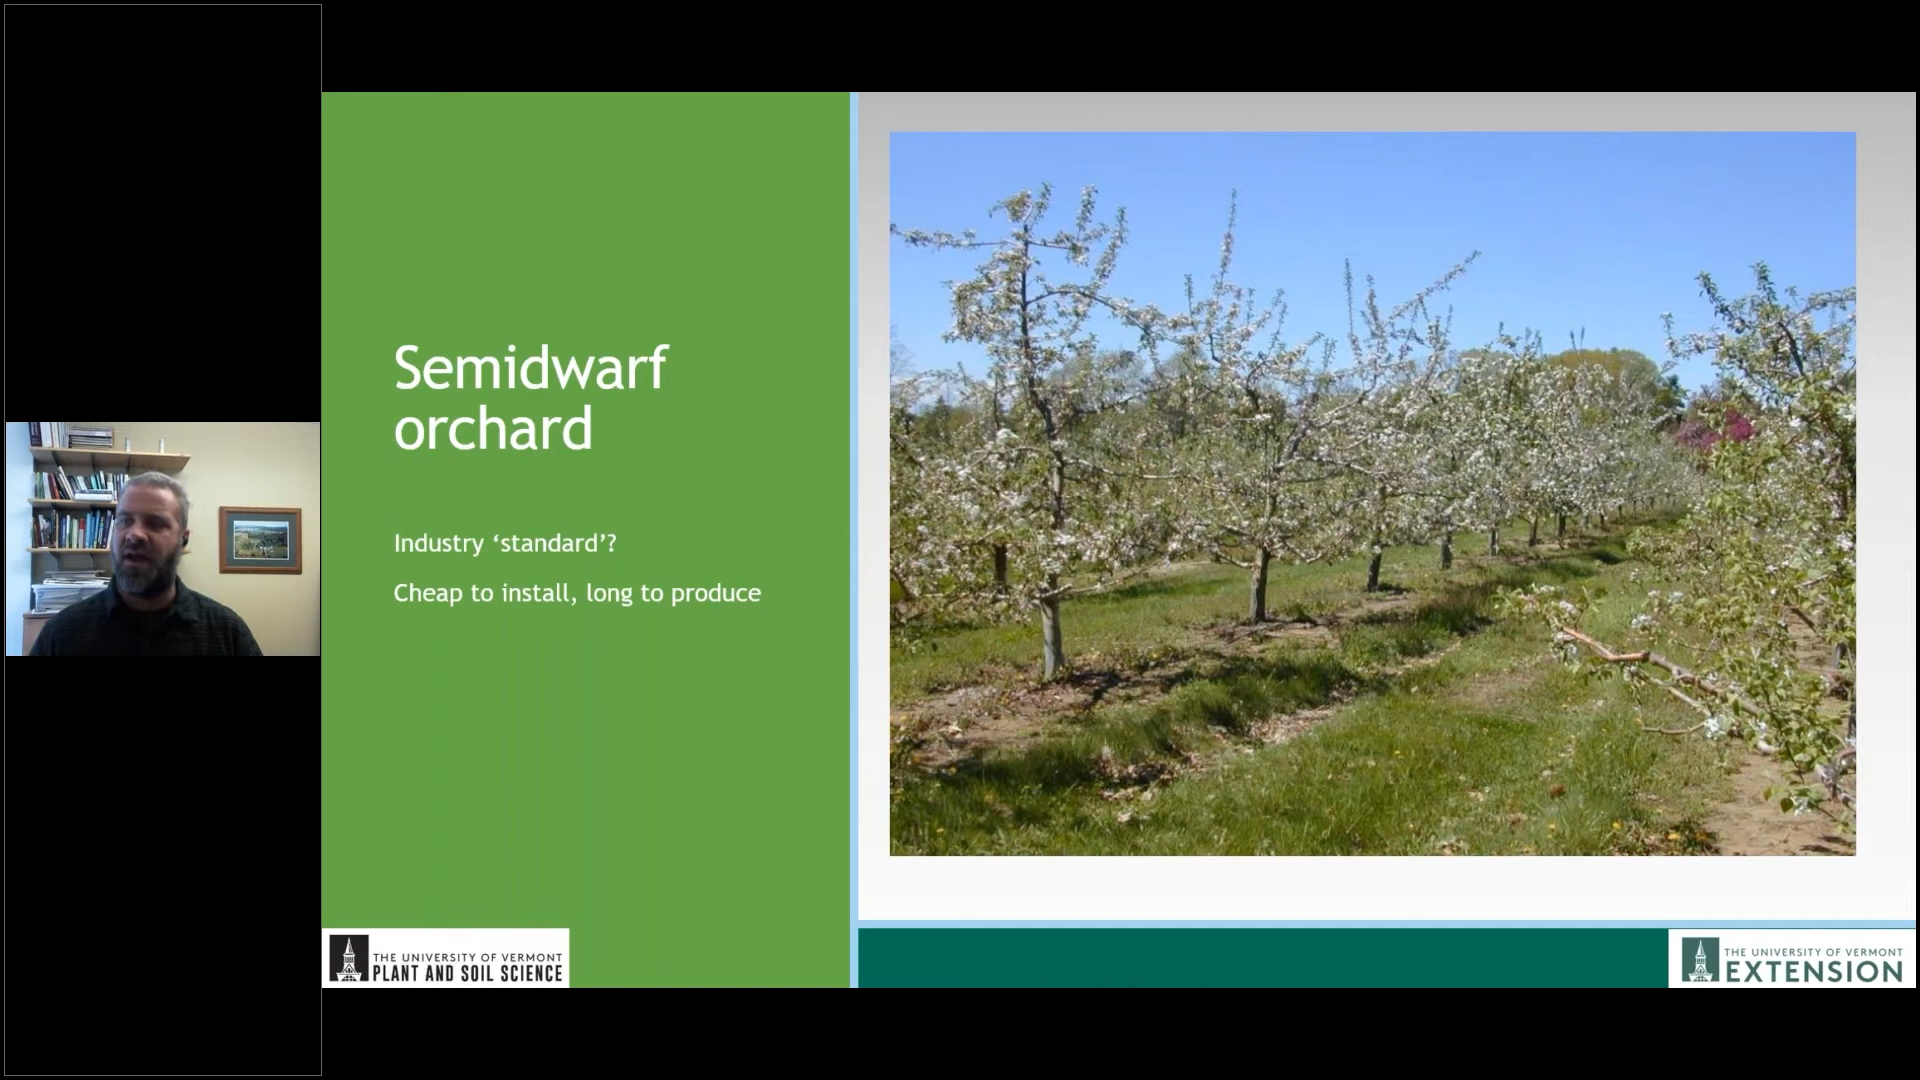 Semidwarf
orchard
Industry ‘standard’?
Cheap to install, long to produce
THE UNIVERSITY OF VERMONT
PLANT AND SOIL SCIENCE
THE UNIVERSITY OF VERMONT
EXTENSION